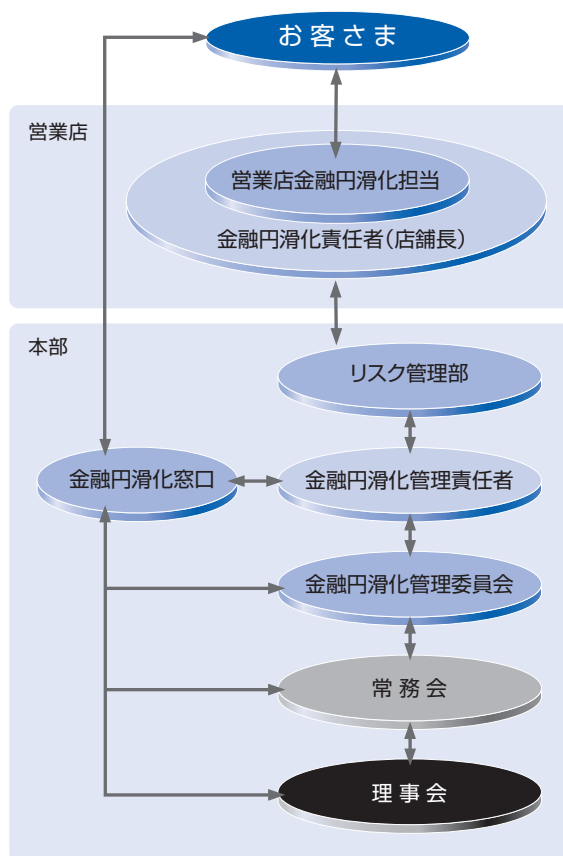 お客さま
営業店
営業店金融円滑化担当
金融円滑化責任者（店舗長）
本部
リスク管理部
金融円滑化窓口
金融円滑化管理責任者
金融円滑化管理委員会
常務会
理事会